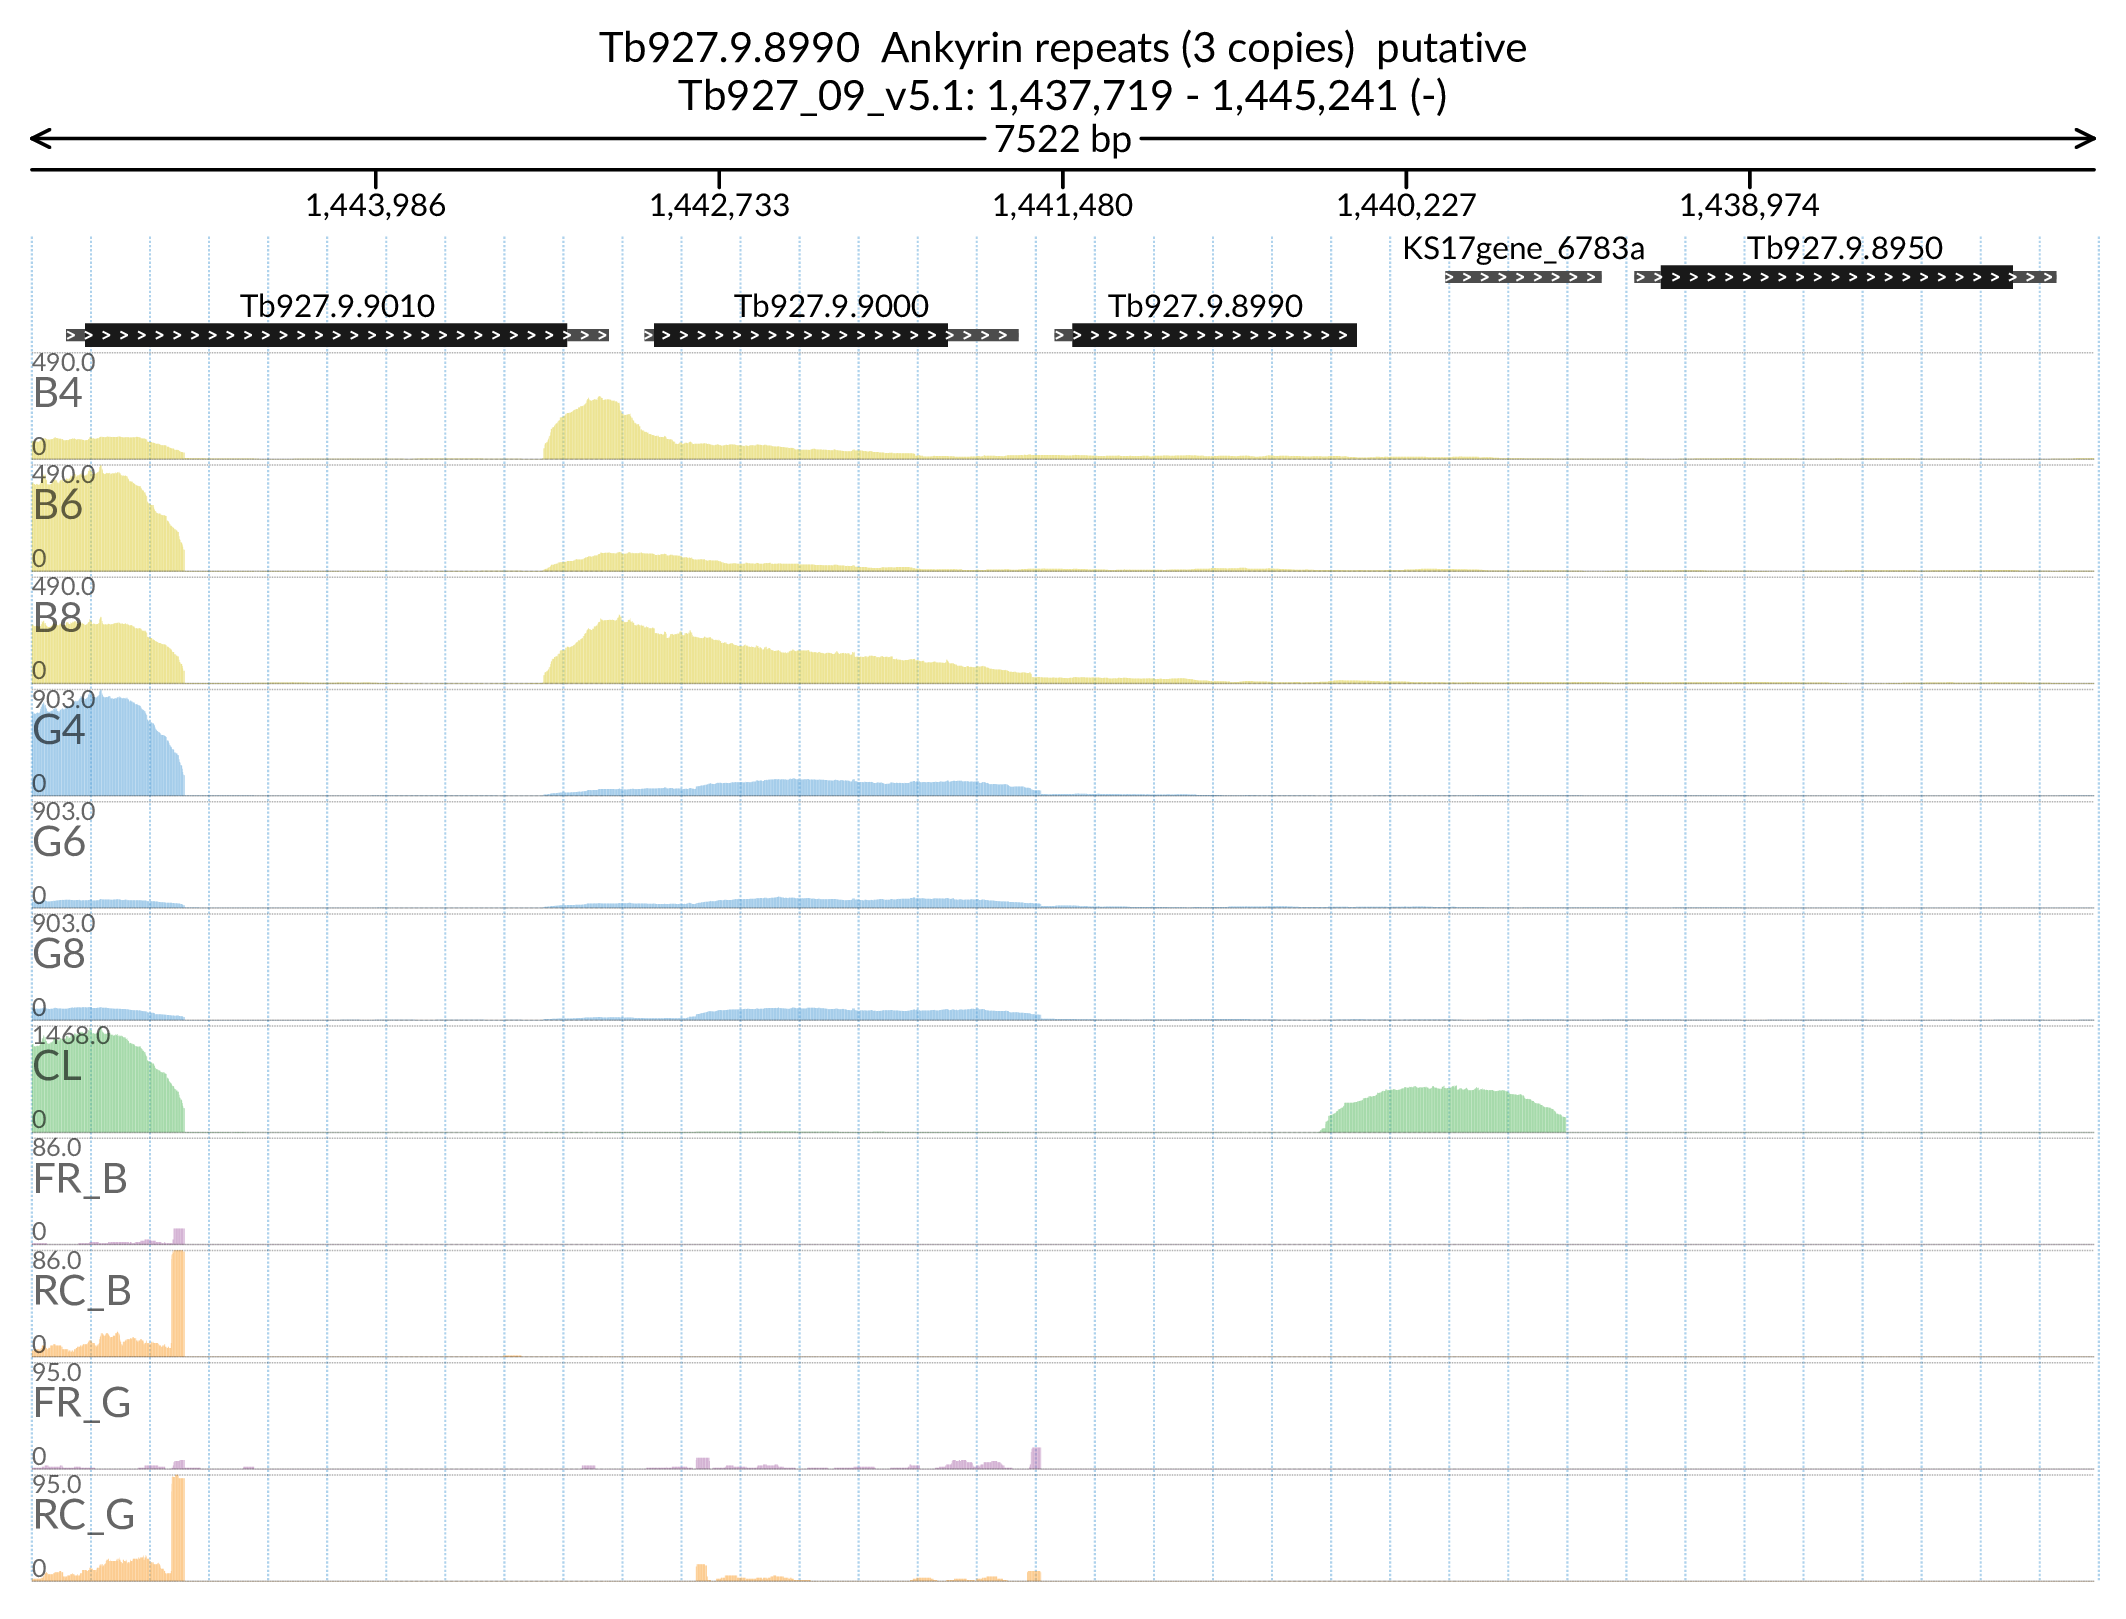 Tb927.9.8990  Ankyrin repeats (3 copies)  putative
Tb927_09_v5.1: 1,437,719 - 1,445,241 (-)
7522 bp
1,443,986 1,442,733 1,441,480 1,440,227 1,438,974
KS17gene_6783a Tb927.9.8950
Tb927.9.9010 Tb927.9.9000 Tb927.9.8990
490.0
B4
0
490.0
B6
0
490.0
B8
0
903.0
G4
0
903.0
G6
0
903.0
G8
0
1468.0
CL
0
86.0
FR_B
0
86.0
RC_B
0
95.0
FR_G
0
95.0
RC_G
0